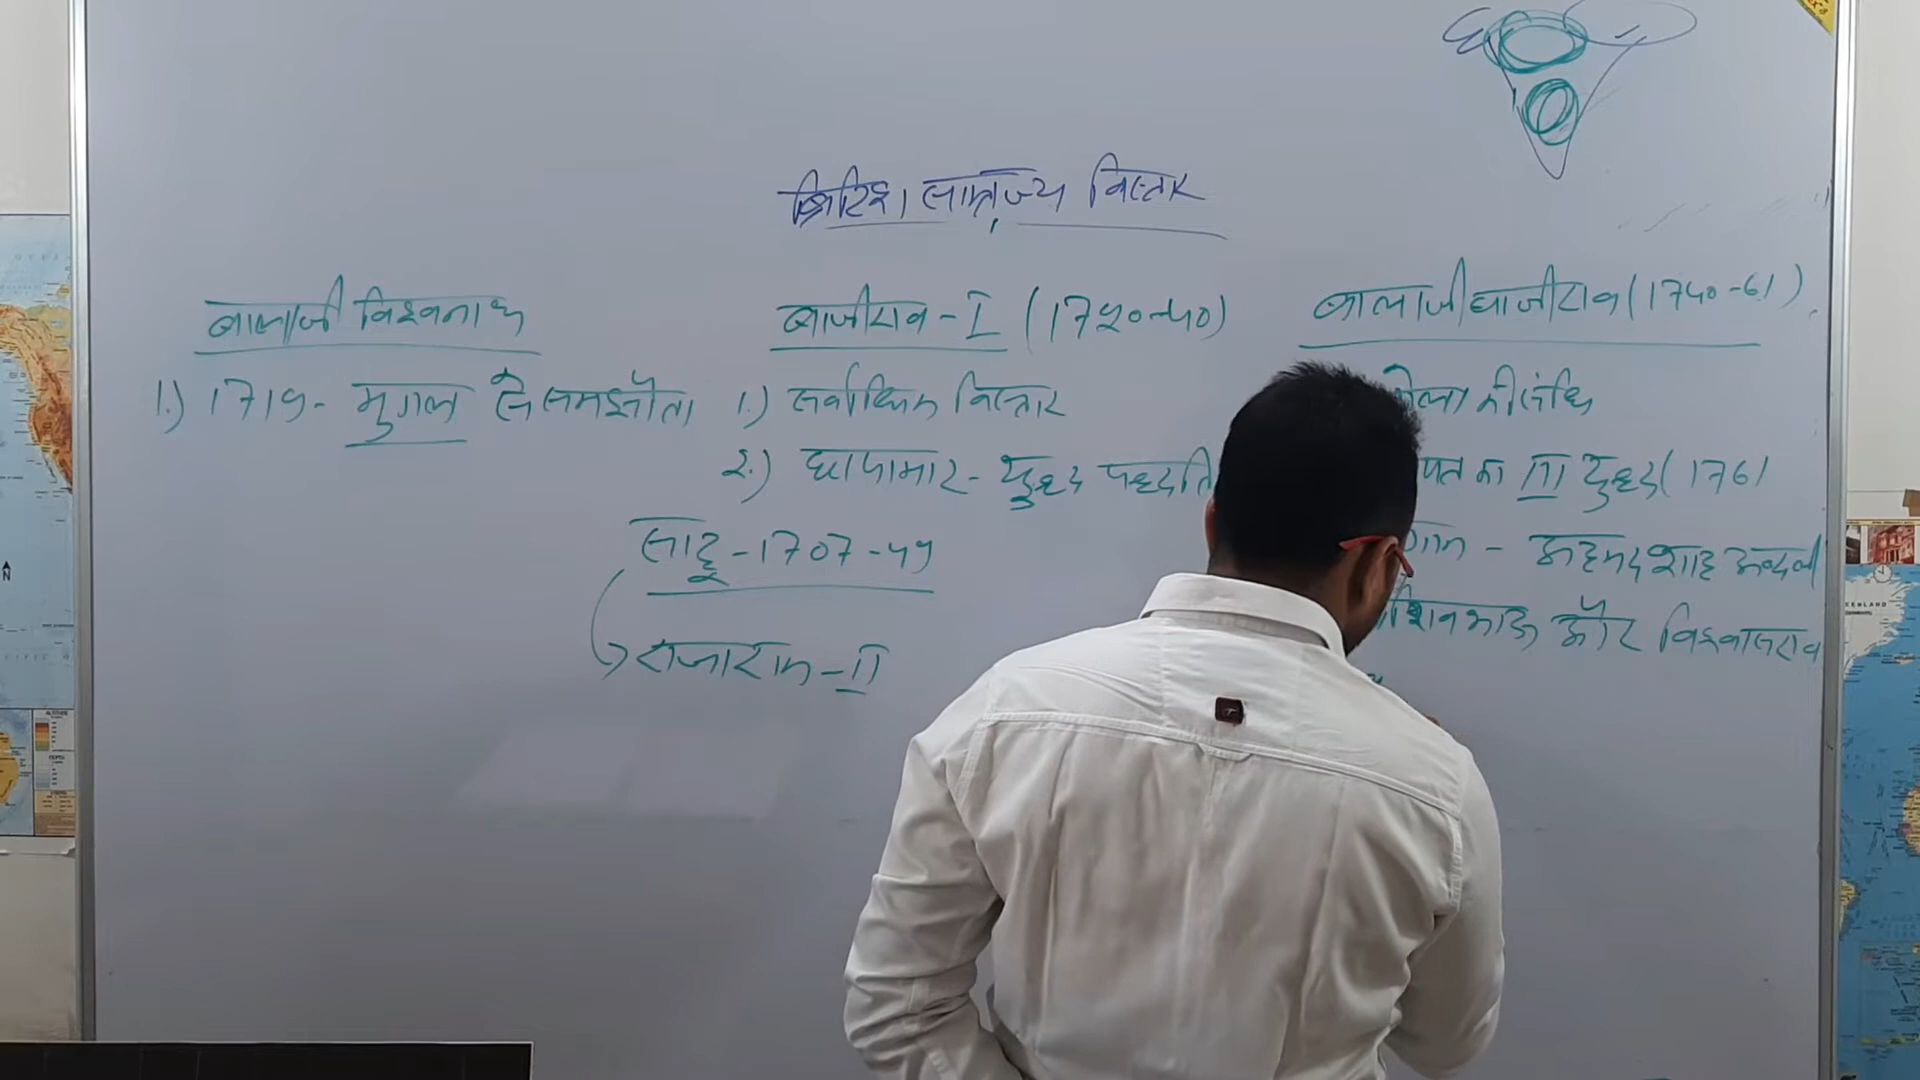 ब्रिटिश साम्राज्य विस्तार
बालाजी विश्वनाथ
1.) 1719- मुगल से समझौता
बाजीराव-I (1720-40)
1.) सर्वाधिक विस्तार
2.) छापामार- युद्ध पद्धति
साहू-1707-49
राजाराम-II
बालाजी बाजीराव (1740-61)
की संधि
का III युद्ध (1761
- अहमदशाह अब्दाली
और विश्वासराव